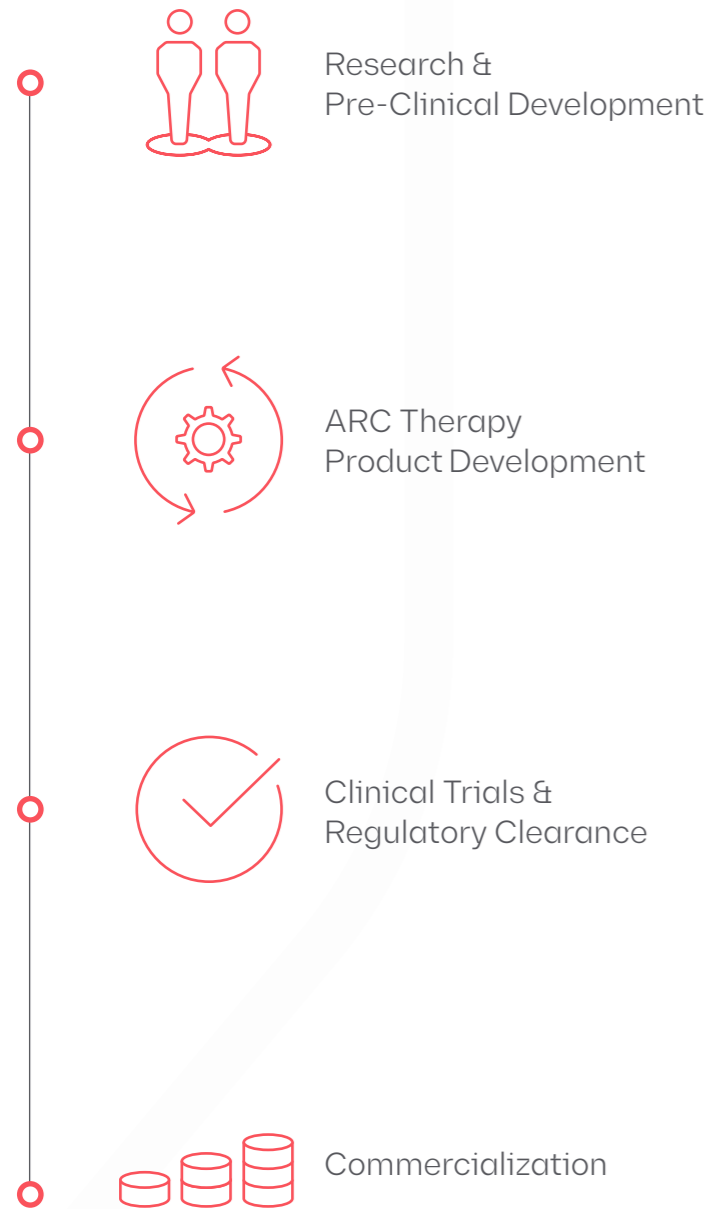 Research &
Pre-Clinical Development
ARC Therapy
Product Development
Clinical Trials &
Regulatory Clearance
Commercialization